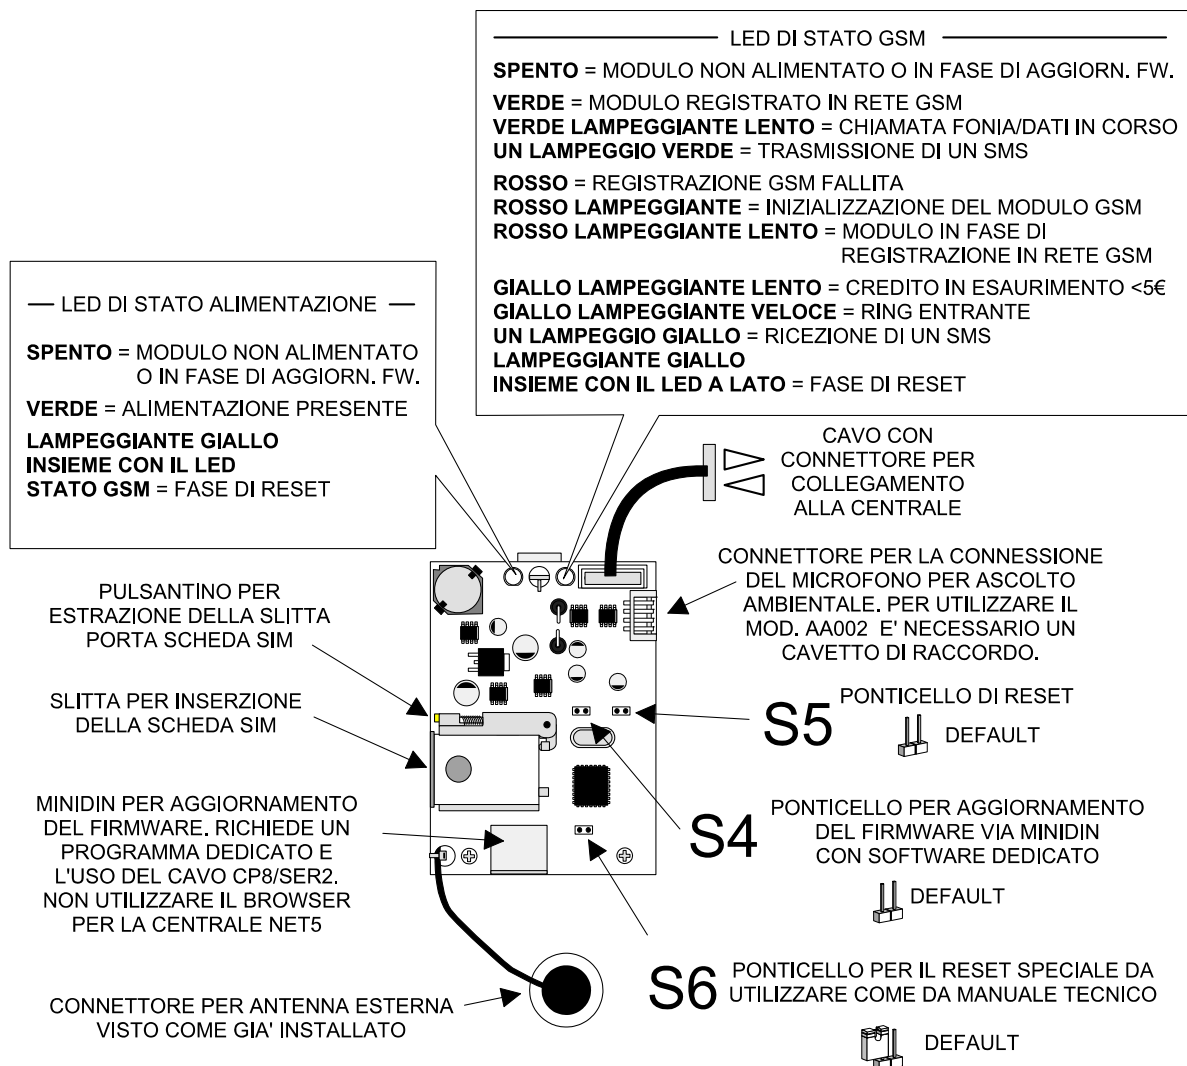 LED DI STATO GSM
SPENTO = MODULO NON ALIMENTATO O IN FASE DI AGGIORN. FW.
VERDE = MODULO REGISTRATO IN RETE GSM
VERDE LAMPEGGIANTE LENTO = CHIAMATA FONIA/DATI IN CORSO
UN LAMPEGGIO VERDE = TRASMISSIONE DI UN SMS
ROSSO = REGISTRAZIONE GSM FALLITA
ROSSO LAMPEGGIANTE = INIZIALIZZAZIONE DEL MODULO GSM
ROSSO LAMPEGGIANTE LENTO = MODULO IN FASE DI
REGISTRAZIONE IN RETE GSM
GIALLO LAMPEGGIANTE LENTO = CREDITO IN ESAURIMENTO <5€
GIALLO LAMPEGGIANTE VELOCE = RING ENTRANTE
UN LAMPEGGIO GIALLO = RICEZIONE DI UN SMS
LAMPEGGIANTE GIALLO
INSIEME CON IL LED A LATO = FASE DI RESET
LED DI STATO ALIMENTAZIONE
SPENTO = MODULO NON ALIMENTATO
O IN FASE DI AGGIORN. FW.
VERDE = ALIMENTAZIONE PRESENTE
LAMPEGGIANTE GIALLO
INSIEME CON IL LED
STATO GSM = FASE DI RESET
CAVO CON
CONNETTORE PER
COLLEGAMENTO
ALLA CENTRALE
CONNETTORE PER LA CONNESSIONE
DEL MICROFONO PER ASCOLTO
AMBIENTALE. PER UTILIZZARE IL
MOD. AA002 E' NECESSARIO UN
CAVETTO DI RACCORDO.
PULSANTINO PER
ESTRAZIONE DELLA SLITTA
PORTA SCHEDA SIM
SLITTA PER INSERZIONE
DELLA SCHEDA SIM
S5
PONTICELLO DI RESET
DEFAULT
MINIDIN PER AGGIORNAMENTO
DEL FIRMWARE. RICHIEDE UN
PROGRAMMA DEDICATO E
L'USO DEL CAVO CP8/SER2.
NON UTILIZZARE IL BROWSER
PER LA CENTRALE NET5
S4
PONTICELLO PER AGGIORNAMENTO
DEL FIRMWARE VIA MINIDIN
CON SOFTWARE DEDICATO
DEFAULT
S6
PONTICELLO PER IL RESET SPECIALE DA
UTILIZZARE COME DA MANUALE TECNICO
DEFAULT
CONNETTORE PER ANTENNA ESTERNA
VISTO COME GIA' INSTALLATO